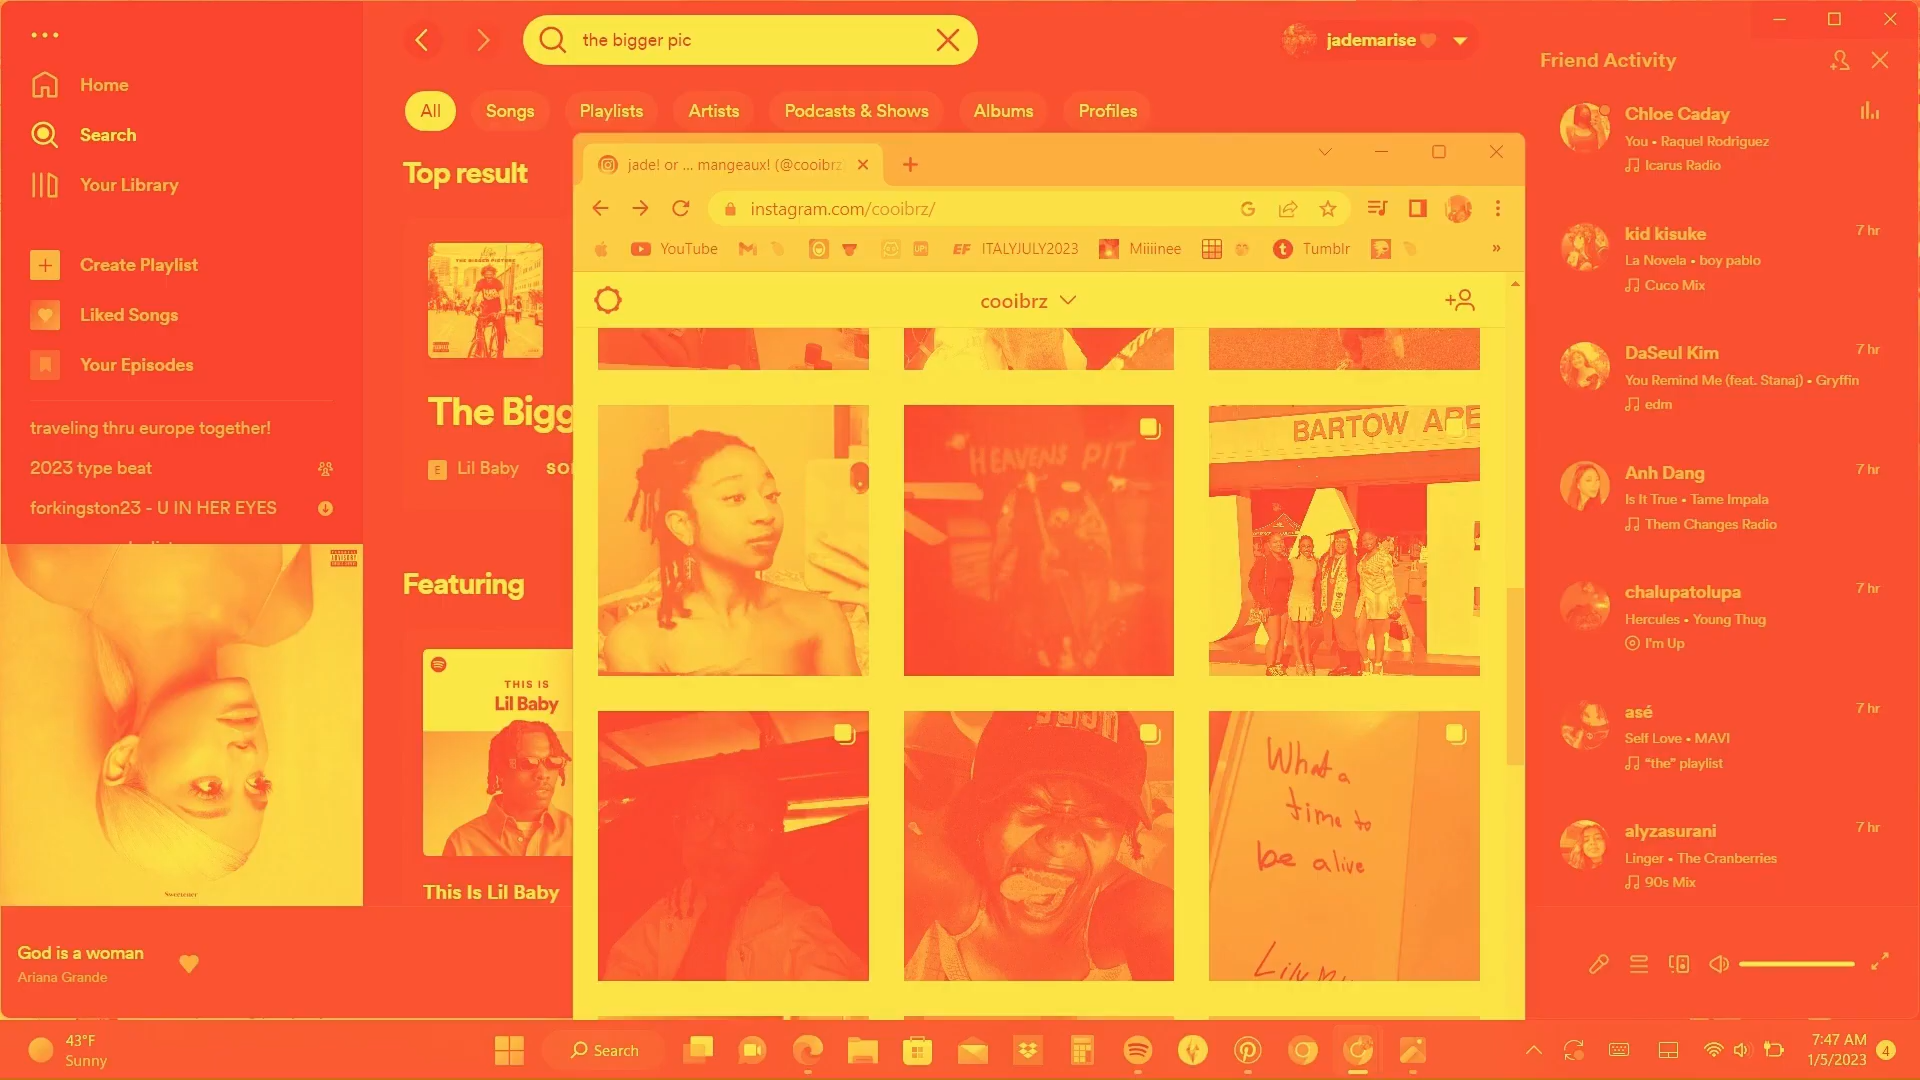 Home
Search
Your Library
Create Playlist
Liked Songs
Your Episodes
traveling thru europe together!
2023 type beat
forkingston23 - U IN HER EYES
Sweetener
God is a woman
Ariana Grande
the bigger pic
jademarise
All
Songs
Playlists
Artists
Podcasts & Shows
Albums
Profiles
Top result
The Bigg
E Lil Baby
Featuring
THIS IS
Lil Baby
This Is Lil Baby
jade! or ... mangeaux! (@cooibrz
instagram.com/cooibrz/
YouTube
UP!
EF ITALYJULY2023
Miiiinee
Tumblr
cooibrz
HEAVENS PIT
BARTOW ARE
What a
time to
be alive
Friend Activity
Chloe Caday
You • Raquel Rodriguez
Icarus Radio
kid kisuke
7 hr
La Novela • boy pablo
Cuco Mix
DaSeul Kim
7 hr
You Remind Me (feat. Stanaj) • Gryffin
edm
Anh Dang
7 hr
Is It True • Tame Impala
Them Changes Radio
chalupatolupa
7 hr
Hercules • Young Thug
I'm Up
asé
7 hr
Self Love • MAVI
"the" playlist
alyzasurani
7 hr
Linger • The Cranberries
90s Mix
43°F
Sunny
Search
7:47 AM
1/5/2023
4